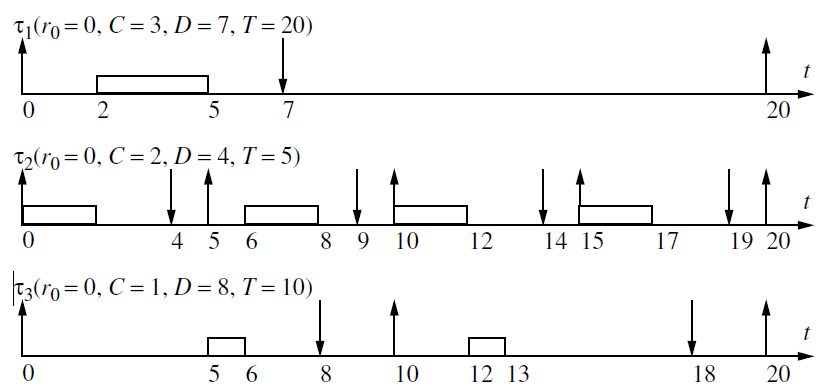 τ1(r0 = 0, C = 3, D = 7, T = 20)
t
0 2 5 7 20
τ2(r0 = 0, C = 2, D = 4, T = 5)
t
0 4 5 6 8 9 10 12 14 15 17 19 20
τ3(r0 = 0, C = 1, D = 8, T = 10)
t
0 5 6 8 10 12 13 18 20